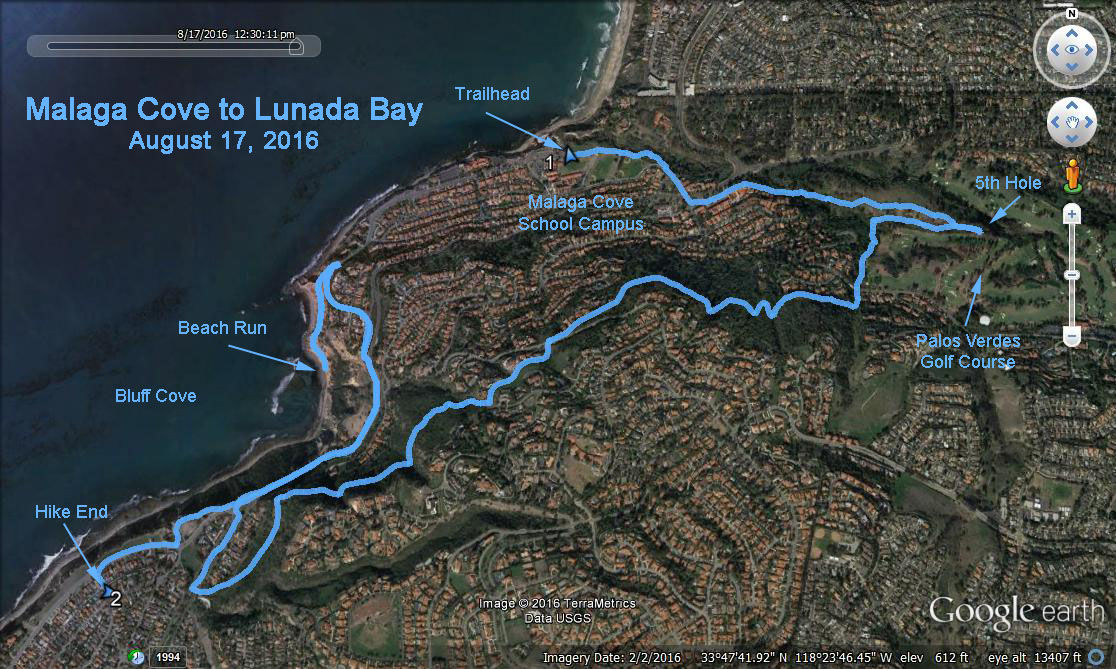 8/17/2016 12:30:11 pm
N
Malaga Cove to Lunada Bay
August 17, 2016
Trailhead
1
5th Hole
Malaga Cove
School Campus
Beach Run
Palos Verdes
Golf Course
Bluff Cove
Hike End
2
Image © 2016 TerraMetrics
Data USGS
Google earth
1994
Imagery Date: 2/2/2016 33°47'41.92" N 118°23'46.45" W elev 612 ft eye alt 13407 ft